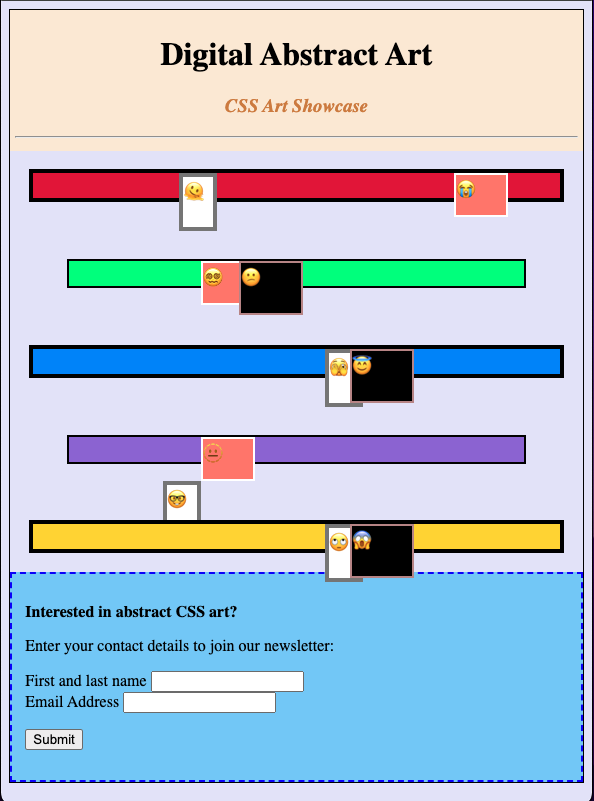 Digital Abstract Art
CSS Art Showcase
Interested in abstract CSS art?
Enter your contact details to join our newsletter:
First and last name
Email Address
Submit